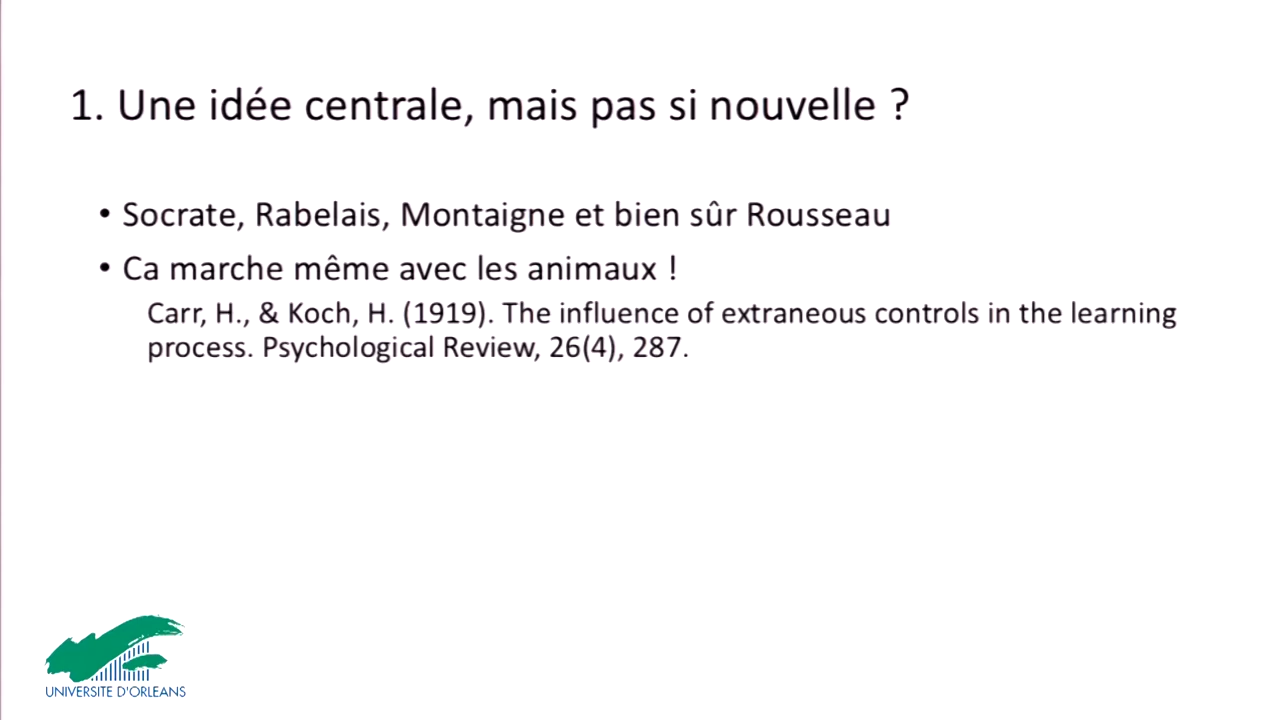 1. Une idée centrale, mais pas si nouvelle ?
• Socrate, Rabelais, Montaigne et bien sûr Rousseau
• Ca marche même avec les animaux !
Carr, H., & Koch, H. (1919). The influence of extraneous controls in the learning
process. Psychological Review, 26(4), 287.
UNIVERSITE D'ORLEANS